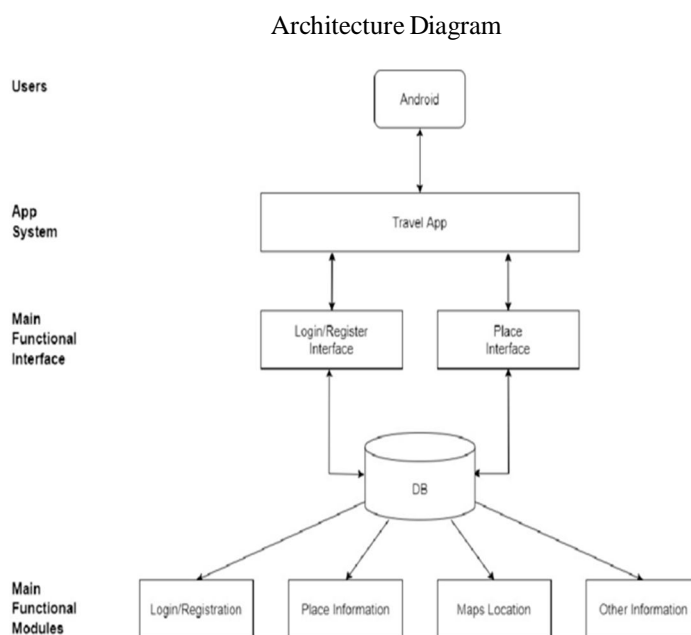 Architecture Diagram
Users
Android
App
System
Travel App
Main
Functional
Interface
Login/Register
Interface
Place
Interface
DB
Main
Functional
Modules
Login/Registration
Place Information
Maps Location
Other Information